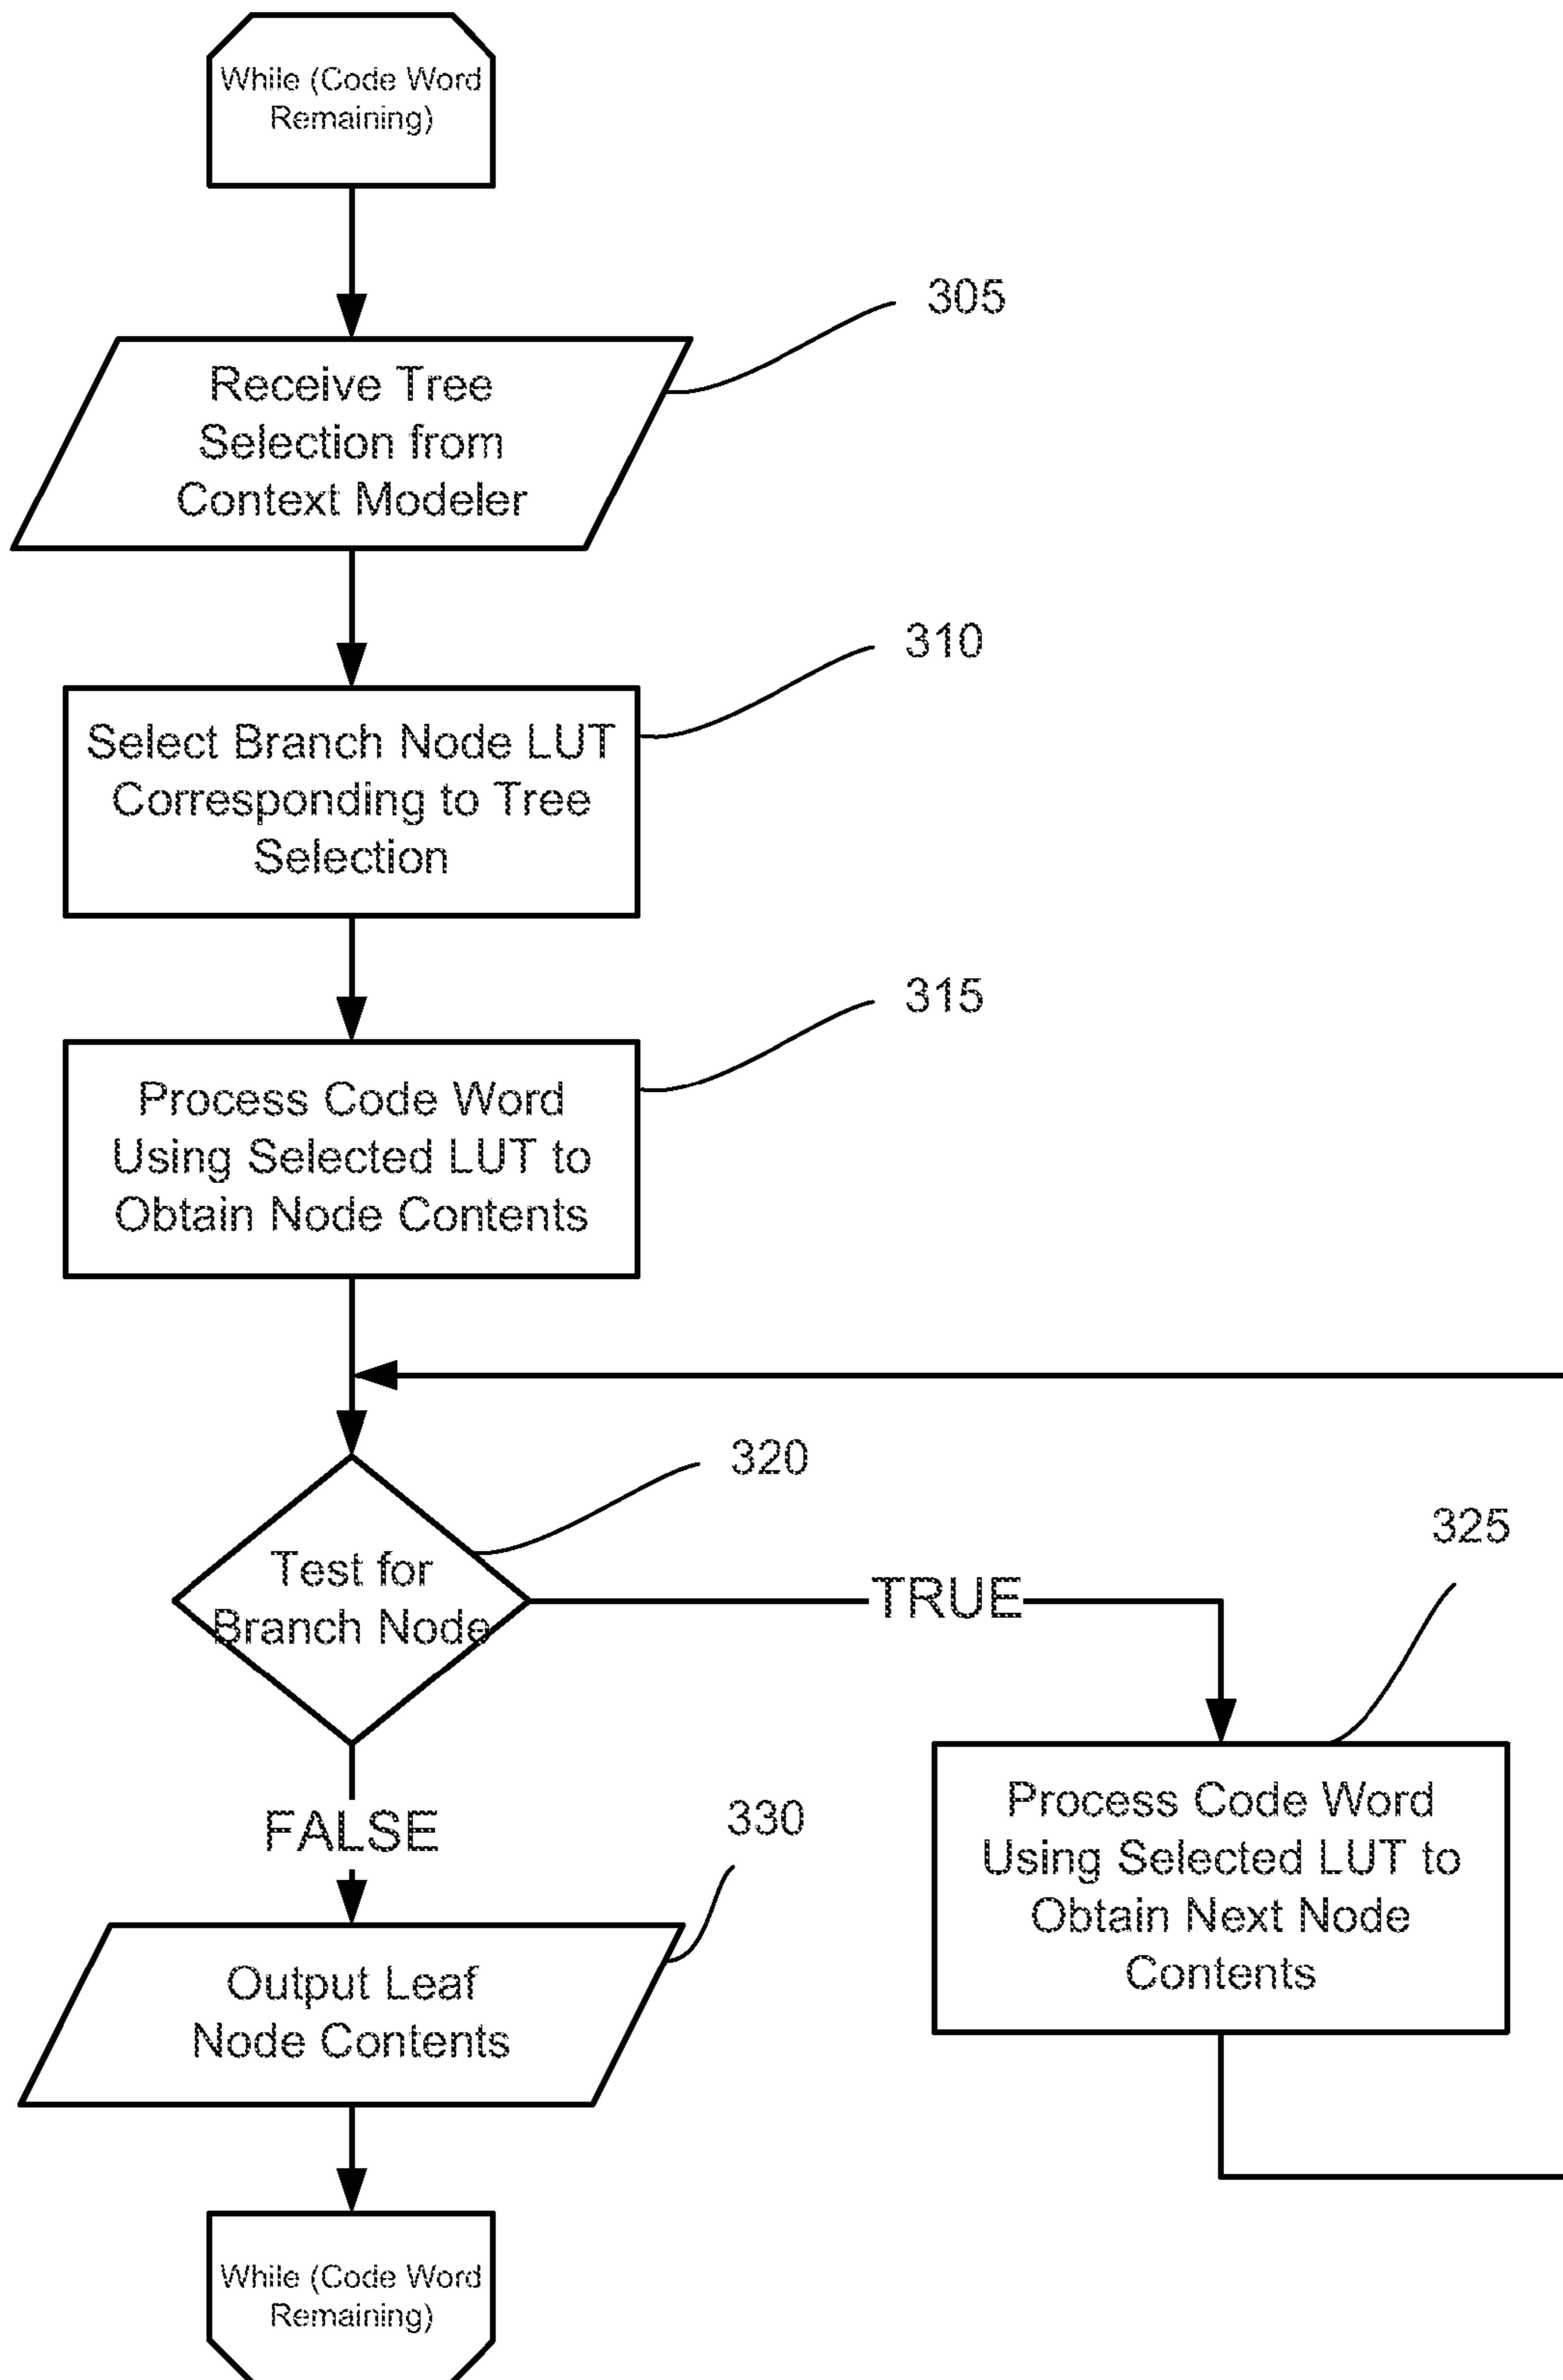 While (Code Word
Remaining)
305
Receive Tree
Selection from
Context Modeler
310
Select Branch Node LUT
Corresponding to Tree
Selection
315
Process Code Word
Using Selected LUT to
Obtain Node Contents
320
Test for
Branch Node
TRUE
325
Process Code Word
Using Selected LUT to
Obtain Next Node
Contents
FALSE
330
Output Leaf
Node Contents
While (Code Word
Remaining)